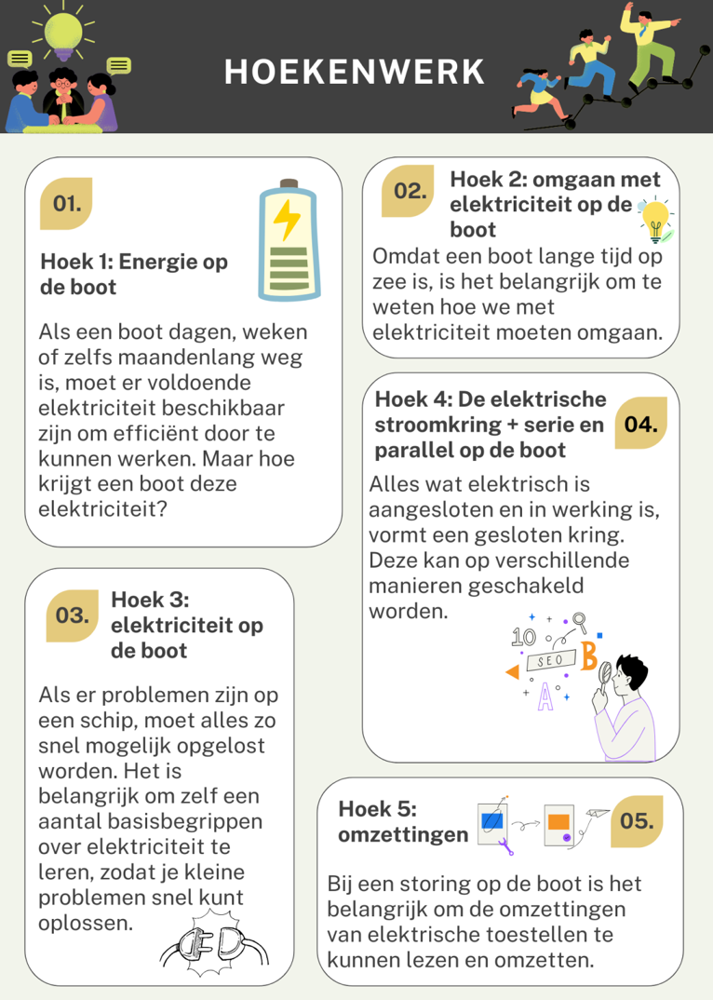 HOEKENWERK
01.
Hoek 1: Energie op
de boot
Als een boot dagen, weken
of zelfs maandenlang weg
is, moet er voldoende
elektriciteit beschikbaar
zijn om efficiënt door te
kunnen werken. Maar hoe
krijgt een boot deze
elektriciteit?
02.
Hoek 2: omgaan met
elektriciteit op de
boot
Omdat een boot lange tijd op
zee is, is het belangrijk om te
weten hoe we met
elektriciteit moeten omgaan.
03.
Hoek 3:
elektriciteit op
de boot
Als er problemen zijn op
een schip, moet alles zo
snel mogelijk opgelost
worden. Het is
belangrijk om zelf een
aantal basisbegrippen
over elektriciteit te
leren, zodat je kleine
problemen snel kunt
oplossen.
Hoek 4: De elektrische
stroomkring + serie en
parallel op de boot
04.
Alles wat elektrisch is
aangesloten en in werking is,
vormt een gesloten kring.
Deze kan op verschillende
manieren geschakeld
worden.
10
SEO
B
A
Hoek 5:
omzettingen
05.
Bij een storing op de boot is het
belangrijk om de omzettingen
van elektrische toestellen te
kunnen lezen en omzetten.